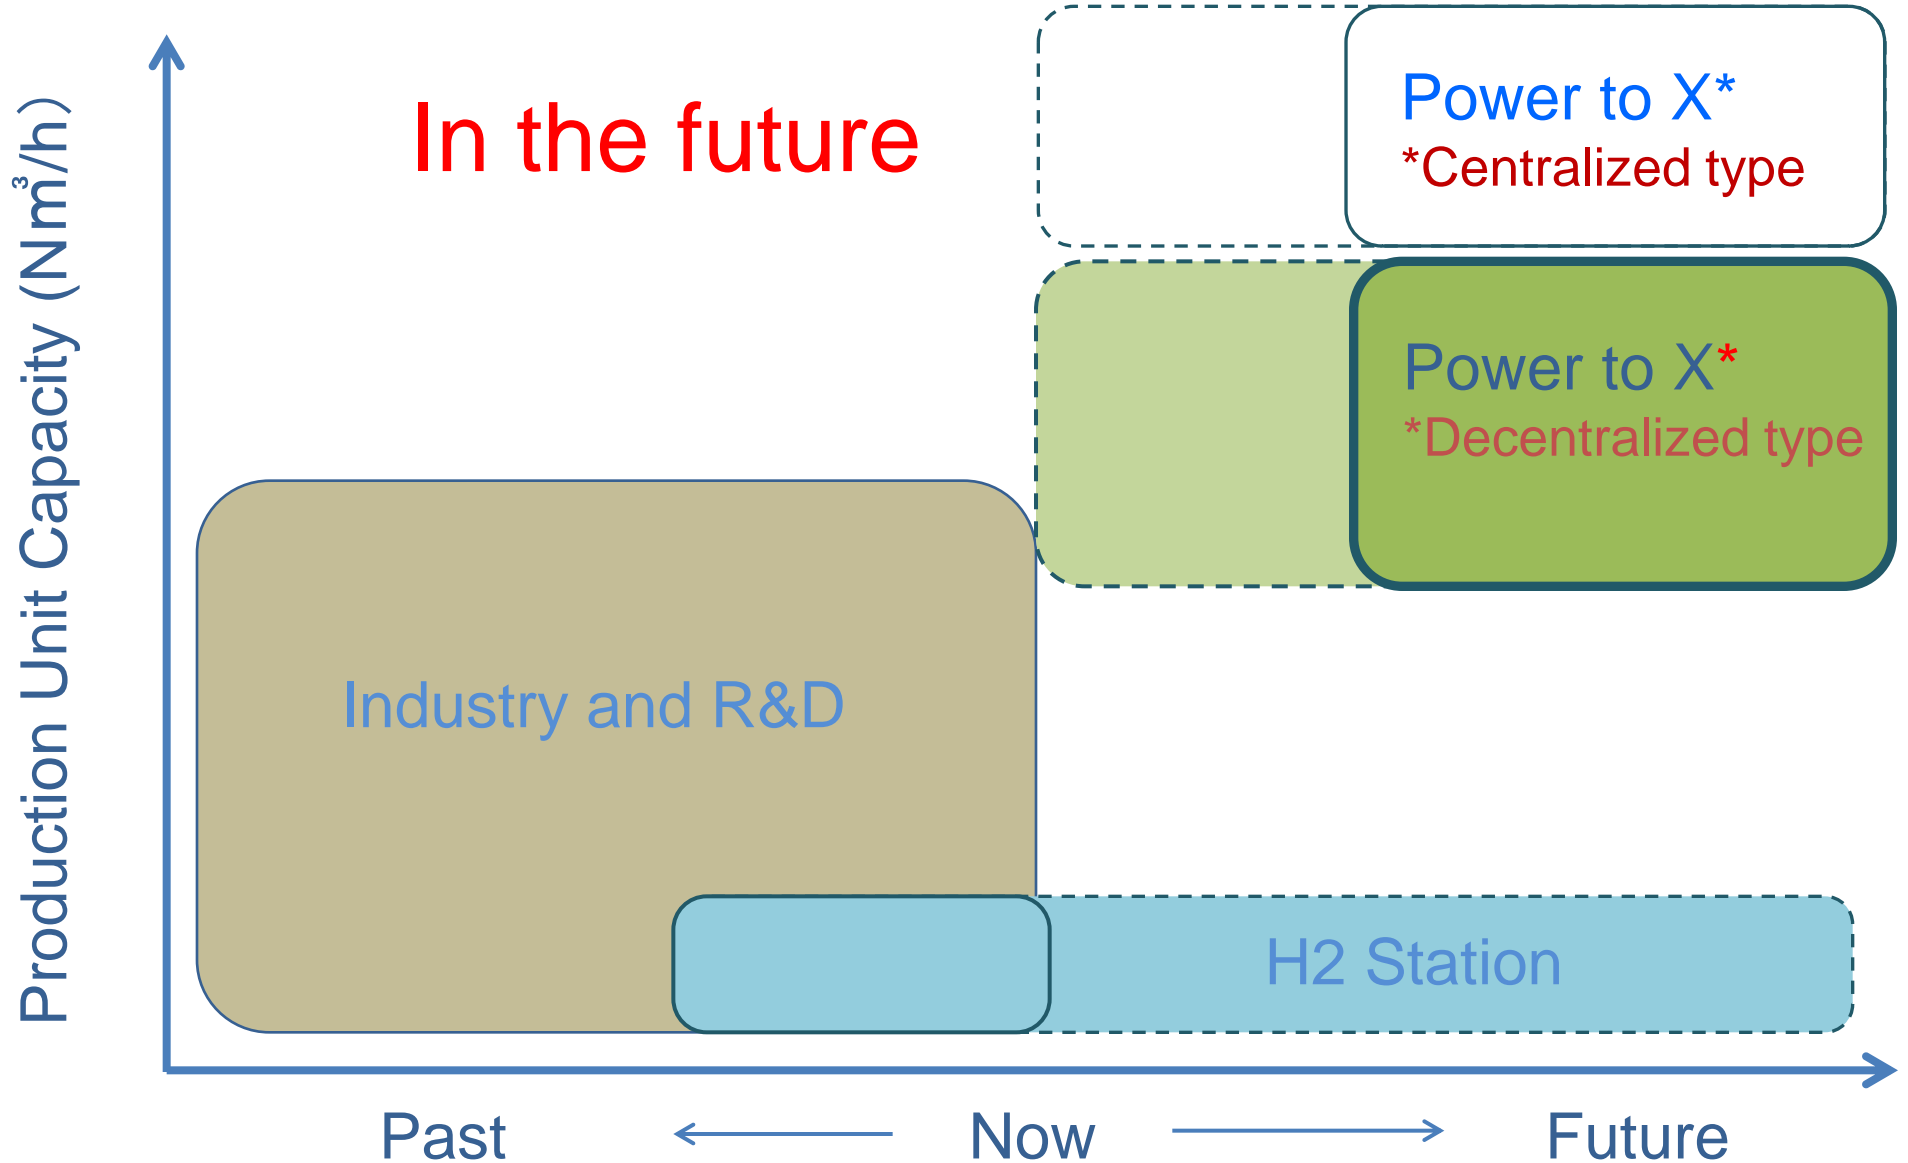 Production Unit Capacity (Nm³/h)
In the future
Power to X*
*Centralized type
Power to X*
*Decentralized type
Industry and R&D
H2 Station
Past
Now
Future